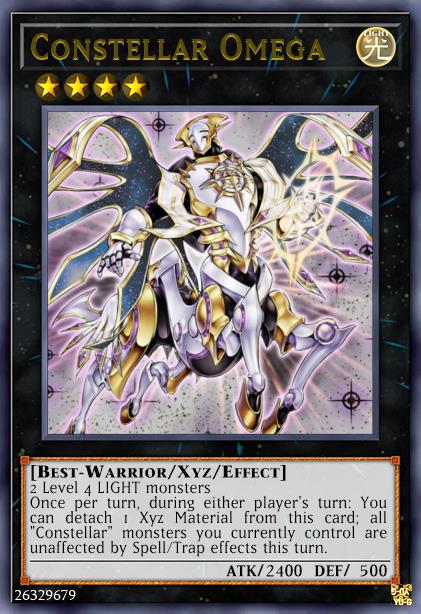 CONSTELLAR OMEGA
LIGHT
光
[BEST-WARRIOR/XYZ/EFFECT]
2 Level 4 LIGHT monsters
Once per turn, during either player's turn: You
can detach 1 Xyz Material from this card; all
"Constellar" monsters you currently control are
unaffected by Spell/Trap effects this turn.
ATK/2400 DEF/ 500
26329679